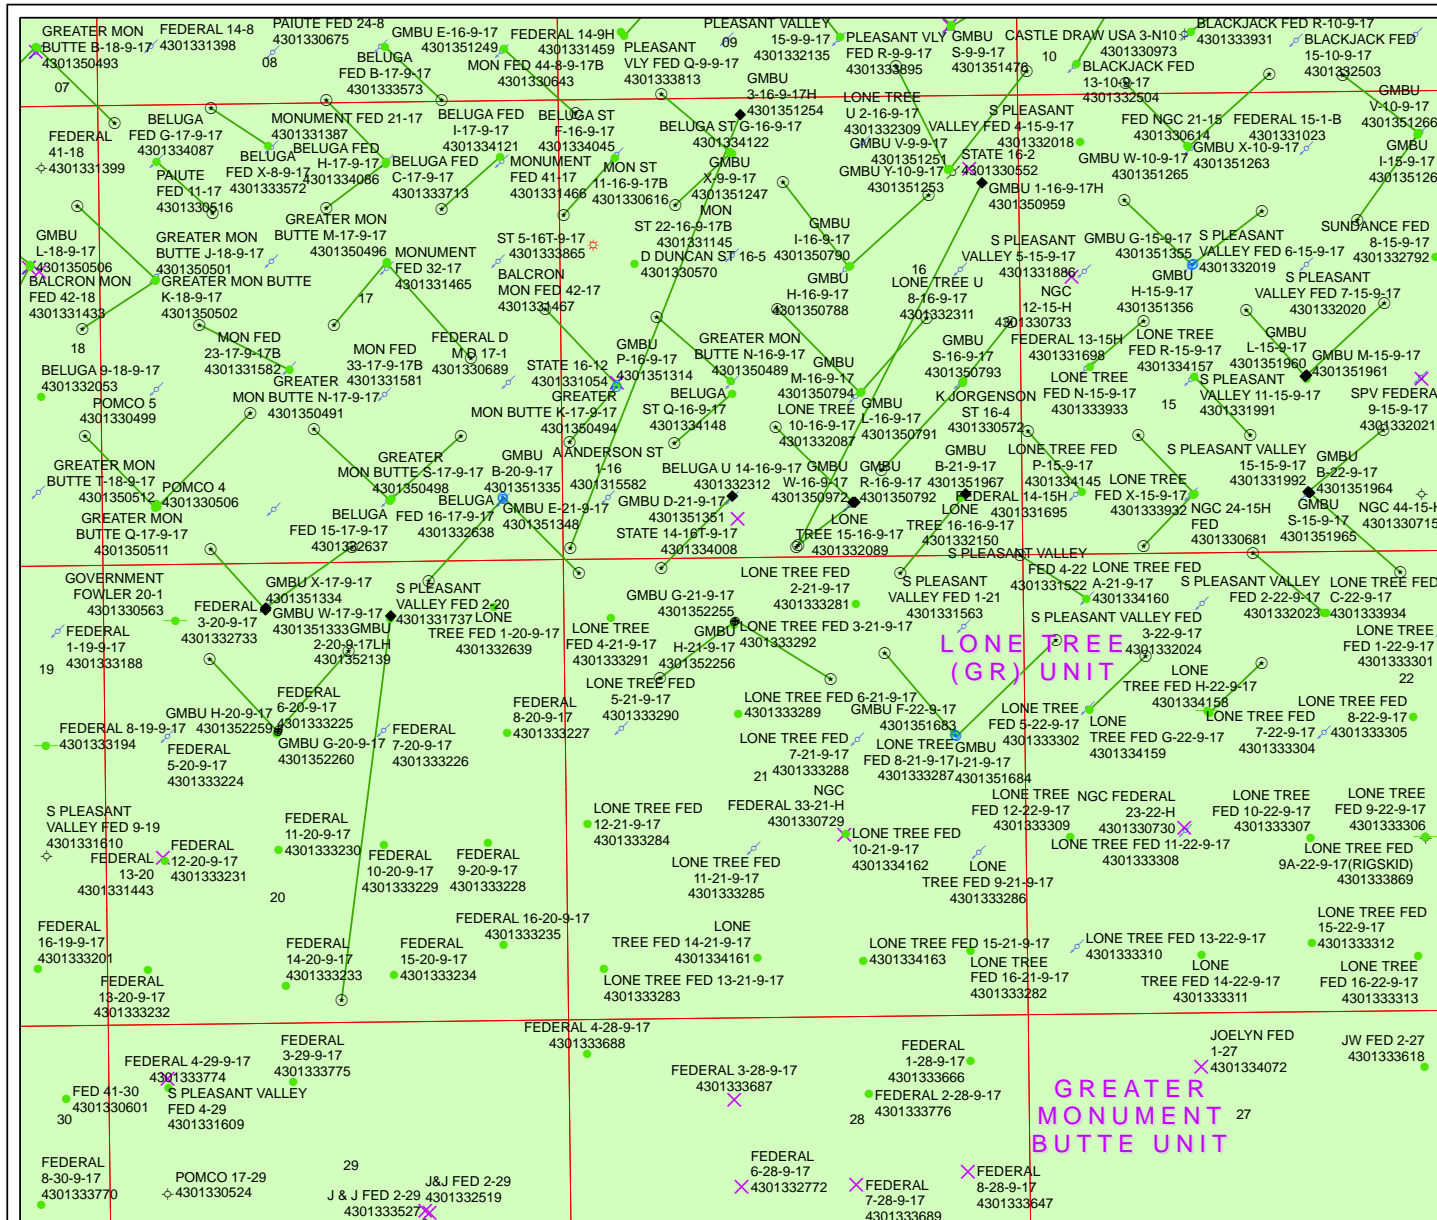 GREATER MON
BUTTE B-18-9-17
4301350493
FEDERAL 14-8
4301331398
PAIUTE FED 24-8
4301330675
08
07
GMBU E-16-9-17
4301351249
BELUGA
FED B-17-9-17
4301333573
FEDERAL 14-9H
4301331459
MON FED 44-8-9-17B
4301330643
PLEASANT
VLY FED Q-9-9-17
4301333813
PLEASANT VALLEY
15-9-9-17
4301332135
09
PLEASANT VLY
FED R-9-9-17
4301333895
GMBU
S-9-9-17
4301351476
CASTLE DRAW USA 3-N10
4301330973
10
BLACKJACK FED
13-10-9-17
4301332504
BLACKJACK FED R-10-9-17
4301333931
BLACKJACK FED
15-10-9-17
4301332503
GMBU
V-10-9-17
4301351266
GMBU
3-16-9-17H
4301351254
LONE TREE
U 2-16-9-17
4301332309
S PLEASANT
VALLEY FED 4-15-9-17
4301332018
FED NGC 21-15
4301330614
FEDERAL 15-1-B
4301331023
GMBU W-10-9-17
4301351265
GMBU X-10-9-17
4301351263
GMBU
I-15-9-17
430135126
FEDERAL
41-18
4301331399
BELUGA
FED G-17-9-17
4301334087
MONUMENT FED 21-17
4301331387
BELUGA
FED X-8-9-17
4301333572
PAIUTE
FED 11-17
4301330516
BELUGA FED
H-17-9-17
4301334086
BELUGA FED
I-17-9-17
4301334121
BELUGA FED
C-17-9-17
4301333713
BELUGA ST
F-16-9-17
4301334045
MONUMENT
FED 41-17
4301331466
MON ST
11-16-9-17B
4301330616
BELUGA ST G-16-9-17
4301334122
GMBU
X-9-9-17
4301351247
GMBU V-9-9-17
4301351251
GMBU Y-10-9-17
4301351253
STATE 16-2
4301330552
GMBU 1-16-9-17H
4301350959
GMBU
L-18-9-17
4301350506
BALCRON MON
FED 42-18
4301331433
GREATER MON
BUTTE J-18-9-17
4301350501
GREATER MON BUTTE
K-18-9-17
4301350502
GREATER MON
BUTTE M-17-9-17
4301350496
MONUMENT
FED 32-17
4301331465
17
ST 5-16T-9-17
4301333865
BALCRON
MON FED 42-17
4301331467
MON
ST 22-16-9-17B
4301331145
D DUNCAN ST 16-5
4301330570
GMBU
I-16-9-17
4301350790
GMBU
H-16-9-17
4301350788
16
LONE TREE U
8-16-9-17
4301332311
S PLEASANT
VALLEY 5-15-9-17
4301331886
NGC
12-15-H
4301330733
GMBU G-15-9-17
4301351355
GMBU
H-15-9-17
4301351356
S PLEASANT
VALLEY FED 6-15-9-17
4301332019
SUNDANCE FED
8-15-9-17
4301332792
S PLEASANT
VALLEY FED 7-15-9-17
4301332020
18
BELUGA 9-18-9-17
4301332053
POMCO 5
4301330499
MON FED
23-17-9-17B
4301331582
MON FED
33-17-9-17B
4301331581
FEDERAL D
M D 17-1
4301330689
GREATER
MON BUTTE N-17-9-17
4301350491
STATE 16-12
4301331054
GMBU
P-16-9-17
4301351314
GREATER
MON BUTTE K-17-9-17
4301350494
GREATER MON
BUTTE N-16-9-17
4301350489
BELUGA
ST Q-16-9-17
4301334148
GMBU
M-16-9-17
4301350794
GMBU
L-16-9-17
4301350791
GMBU
S-16-9-17
4301350793
LONE TREE
10-16-9-17
4301332087
K JORGENSON
ST 16-4
4301330572
FEDERAL 13-15H
4301331698
LONE TREE
FED R-15-9-17
4301334157
LONE TREE
FED N-15-9-17
4301333933
15
S PLEASANT
VALLEY 11-15-9-17
4301331991
GMBU
L-15-9-17
4301351960
GMBU M-15-9-17
4301351961
SPV FEDERA
9-15-9-17
4301332021
GREATER MON
BUTTE T-18-9-17
4301350512
POMCO 4
4301330506
GREATER MON
BUTTE Q-17-9-17
4301350511
GREATER
MON BUTTE S-17-9-17
4301350498
BELUGA
FED 15-17-9-17
4301332637
BELUGA
FED 16-17-9-17
4301332638
GMBU
B-20-9-17
4301351335
GMBU E-21-9-17
4301351348
A ANDERSON ST
1-16
4301315582
BELUGA U 14-16-9-17
4301332312
GMBU D-21-9-17
4301351351
STATE 14-16T-9-17
4301334008
GMBU
W-16-9-17
4301350972
GMBU
R-16-9-17
4301350792
LONE
TREE 15-16-9-17
4301332089
GMBU
B-21-9-17
4301351967
LONE
TREE 16-16-9-17
4301332150
FEDERAL 14-15H
4301331695
LONE TREE FED
P-15-9-17
4301334145
LONE TREE
FED X-15-9-17
4301333932
S PLEASANT VALLEY
15-15-9-17
4301331992
NGC 24-15H
FED
4301330681
GMBU
B-22-9-17
4301351964
GMBU
S-15-9-17
4301351965
NGC 44-15-H
4301330715
GOVERNMENT
FOWLER 20-1
4301330563
FEDERAL
3-20-9-17
4301332733
FEDERAL
1-19-9-17
4301333188
19
GMBU X-17-9-17
4301351334
GMBU W-17-9-17
4301351333
GMBU
2-20-9-17LH
4301352139
S PLEASANT
VALLEY FED 2-20
4301331737
LONE
TREE FED 1-20-9-17
4301332639
LONE TREE
FED 4-21-9-17
4301333291
GMBU G-21-9-17
4301352255
GMBU
H-21-9-17
4301352256
LONE TREE FED
2-21-9-17
4301333281
LONE TREE FED 3-21-9-17
4301333292
S PLEASANT
VALLEY FED 1-21
4301331563
S PLEASANT VALLEY
FED 4-22
4301331522
LONE TREE FED
A-21-9-17
4301334160
S PLEASANT VALLEY FED
3-22-9-17
4301332024
S PLEASANT VALLEY
FED 2-22-9-17
4301332023
LONE TREE FED
C-22-9-17
4301333934
LONE TREE
FED 1-22-9-17
4301333301
22
LONE TREE
(GR) UNIT
FEDERAL 8-19-9-17
4301333194
FEDERAL
5-20-9-17
4301333224
GMBU H-20-9-17
4301352259
FEDERAL
6-20-9-17
4301333225
GMBU G-20-9-17
4301352260
FEDERAL
7-20-9-17
4301333226
FEDERAL
8-20-9-17
4301333227
LONE TREE FED
5-21-9-17
4301333290
LONE TREE FED 6-21-9-17
4301333289
LONE TREE FED
7-21-9-17
4301333288
21
GMBU F-22-9-17
4301351683
LONE TREE
FED 8-21-9-17
4301333287
GMBU
I-21-9-17
4301351684
LONE TREE
FED 5-22-9-17
4301333302
LONE
TREE FED G-22-9-17
4301334159
LONE
TREE FED H-22-9-17
4301334158
LONE TREE FED
7-22-9-17
4301333304
LONE TREE FED
8-22-9-17
4301333305
S PLEASANT
VALLEY FED 9-19
4301331610
FEDERAL
13-20
4301331443
FEDERAL
12-20-9-17
4301333231
FEDERAL
11-20-9-17
4301333230
20
FEDERAL
10-20-9-17
4301333229
FEDERAL
9-20-9-17
4301333228
LONE TREE FED
12-21-9-17
4301333284
LONE TREE FED
11-21-9-17
4301333285
NGC
FEDERAL 33-21-H
4301330729
LONE TREE FED
10-21-9-17
4301334162
LONE
TREE FED 9-21-9-17
4301333286
LONE TREE
FED 12-22-9-17
4301333309
LONE TREE FED 11-22-9-17
4301333308
NGC FEDERAL
23-22-H
4301330730
LONE TREE
FED 10-22-9-17
4301333307
LONE TREE
FED 9-22-9-17
4301333306
LONE TREE FED
9A-22-9-17(RIGSKID)
4301333869
FEDERAL
16-19-9-17
4301333201
FEDERAL
13-20-9-17
4301333232
FEDERAL
14-20-9-17
4301333233
FEDERAL
15-20-9-17
4301333234
FEDERAL 16-20-9-17
4301333235
LONE TREE FED 13-21-9-17
4301333283
LONE
TREE FED 14-21-9-17
4301334161
LONE TREE FED 15-21-9-17
4301334163
LONE TREE
FED 16-21-9-17
4301333282
LONE TREE FED 13-22-9-17
4301333310
LONE
TREE FED 14-22-9-17
4301333311
LONE TREE FED
15-22-9-17
4301333312
LONE TREE
FED 16-22-9-17
4301333313
FEDERAL 4-29-9-17
4301333774
FED 41-30
4301330601
S PLEASANT VALLEY
FED 4-29
4301331609
30
FEDERAL
3-29-9-17
4301333775
FEDERAL 4-28-9-17
4301333688
FEDERAL 3-28-9-17
4301333687
FEDERAL
1-28-9-17
4301333666
FEDERAL 2-28-9-17
4301333776
28
JOELYN FED
1-27
4301334072
JW FED 2-27
4301333618
GREATER
MONUMENT
BUTTE UNIT
27
FEDERAL
8-30-9-17
4301333770
POMCO 17-29
4301330524
29
J & J FED 2-29
4301333527
J&J FED 2-29
4301332519
FEDERAL
6-28-9-17
4301332772
FEDERAL
7-28-9-17
4301333689
FEDERAL
8-28-9-17
4301333647